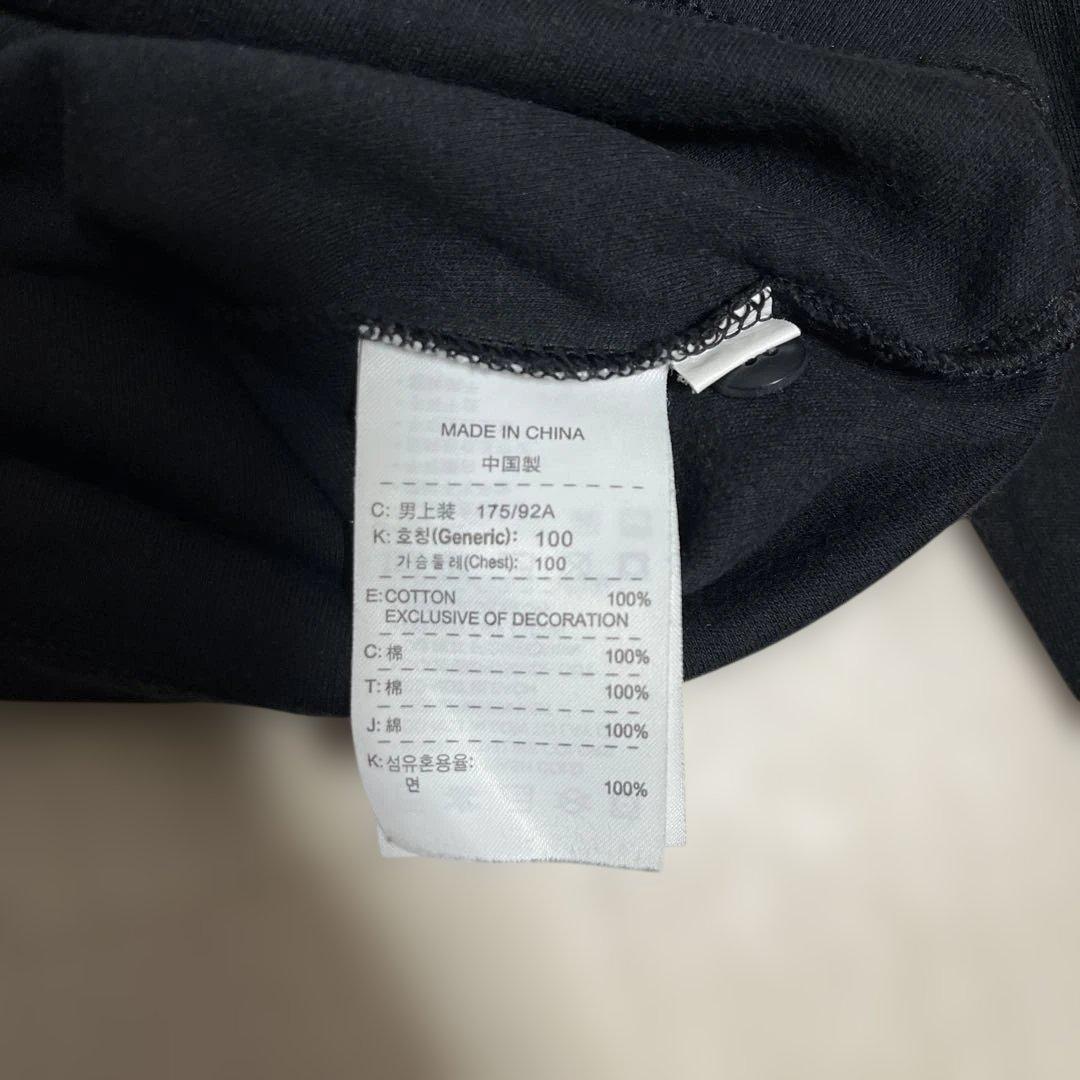 MADE IN CHINA
中国製
C: 男上装 175/92A
K: 호칭(Generic): 100
가슴둘레(Chest): 100
E: COTTON 100%
EXCLUSIVE OF DECORATION
C: 棉 100%
T: 棉 100%
J: 綿 100%
K: 섬유혼용율:
면 100%